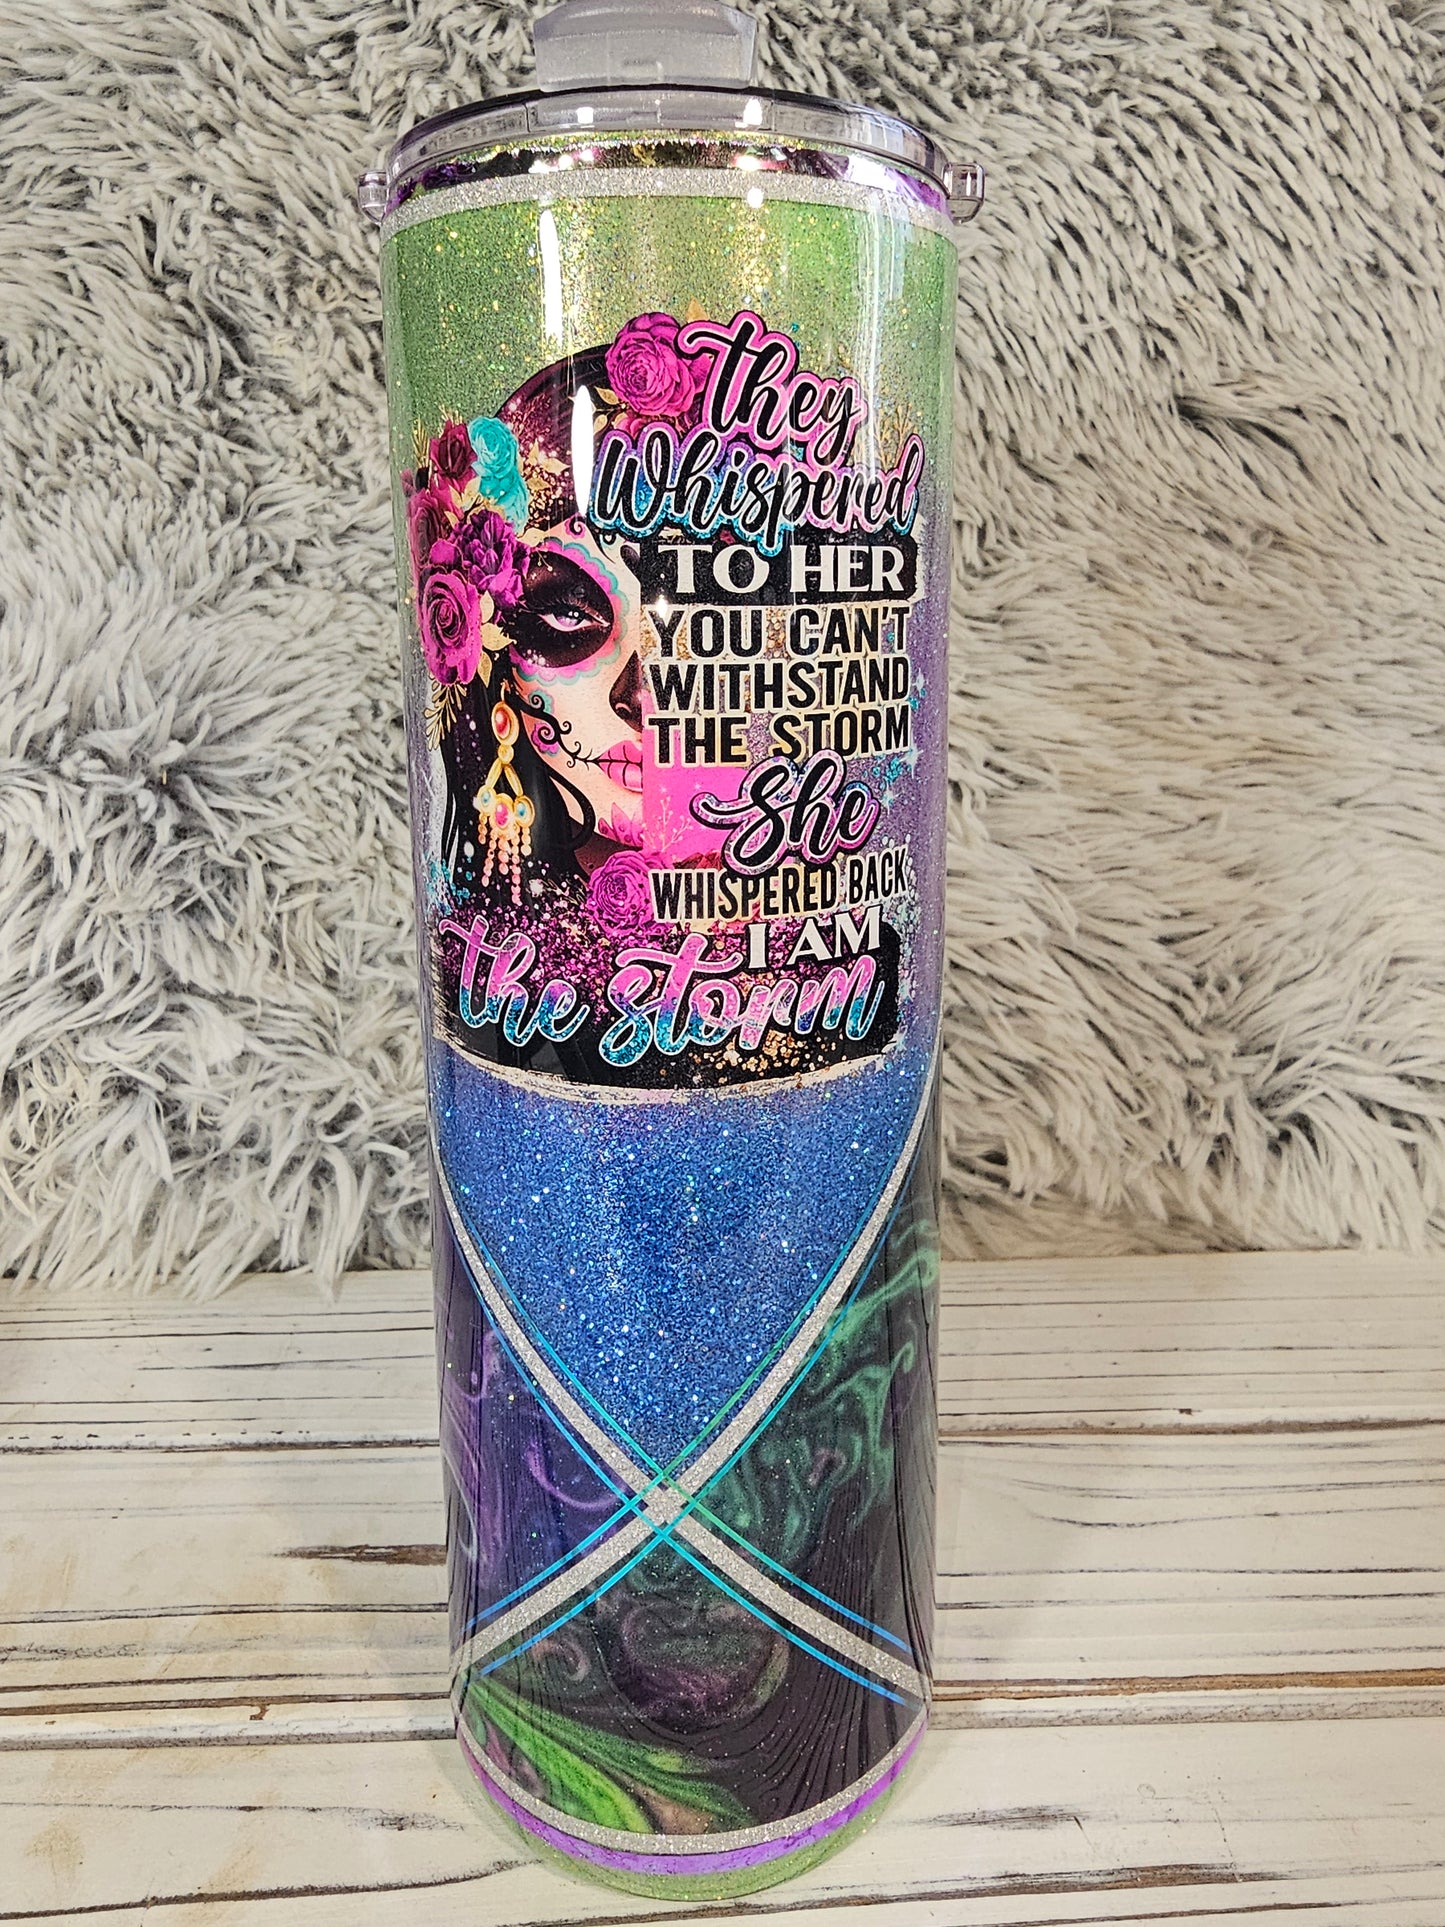 they
Whispered
TO HER
YOU CAN'T
WITHSTAND
THE STORM
She
WHISPERED BACK
I AM
the storm